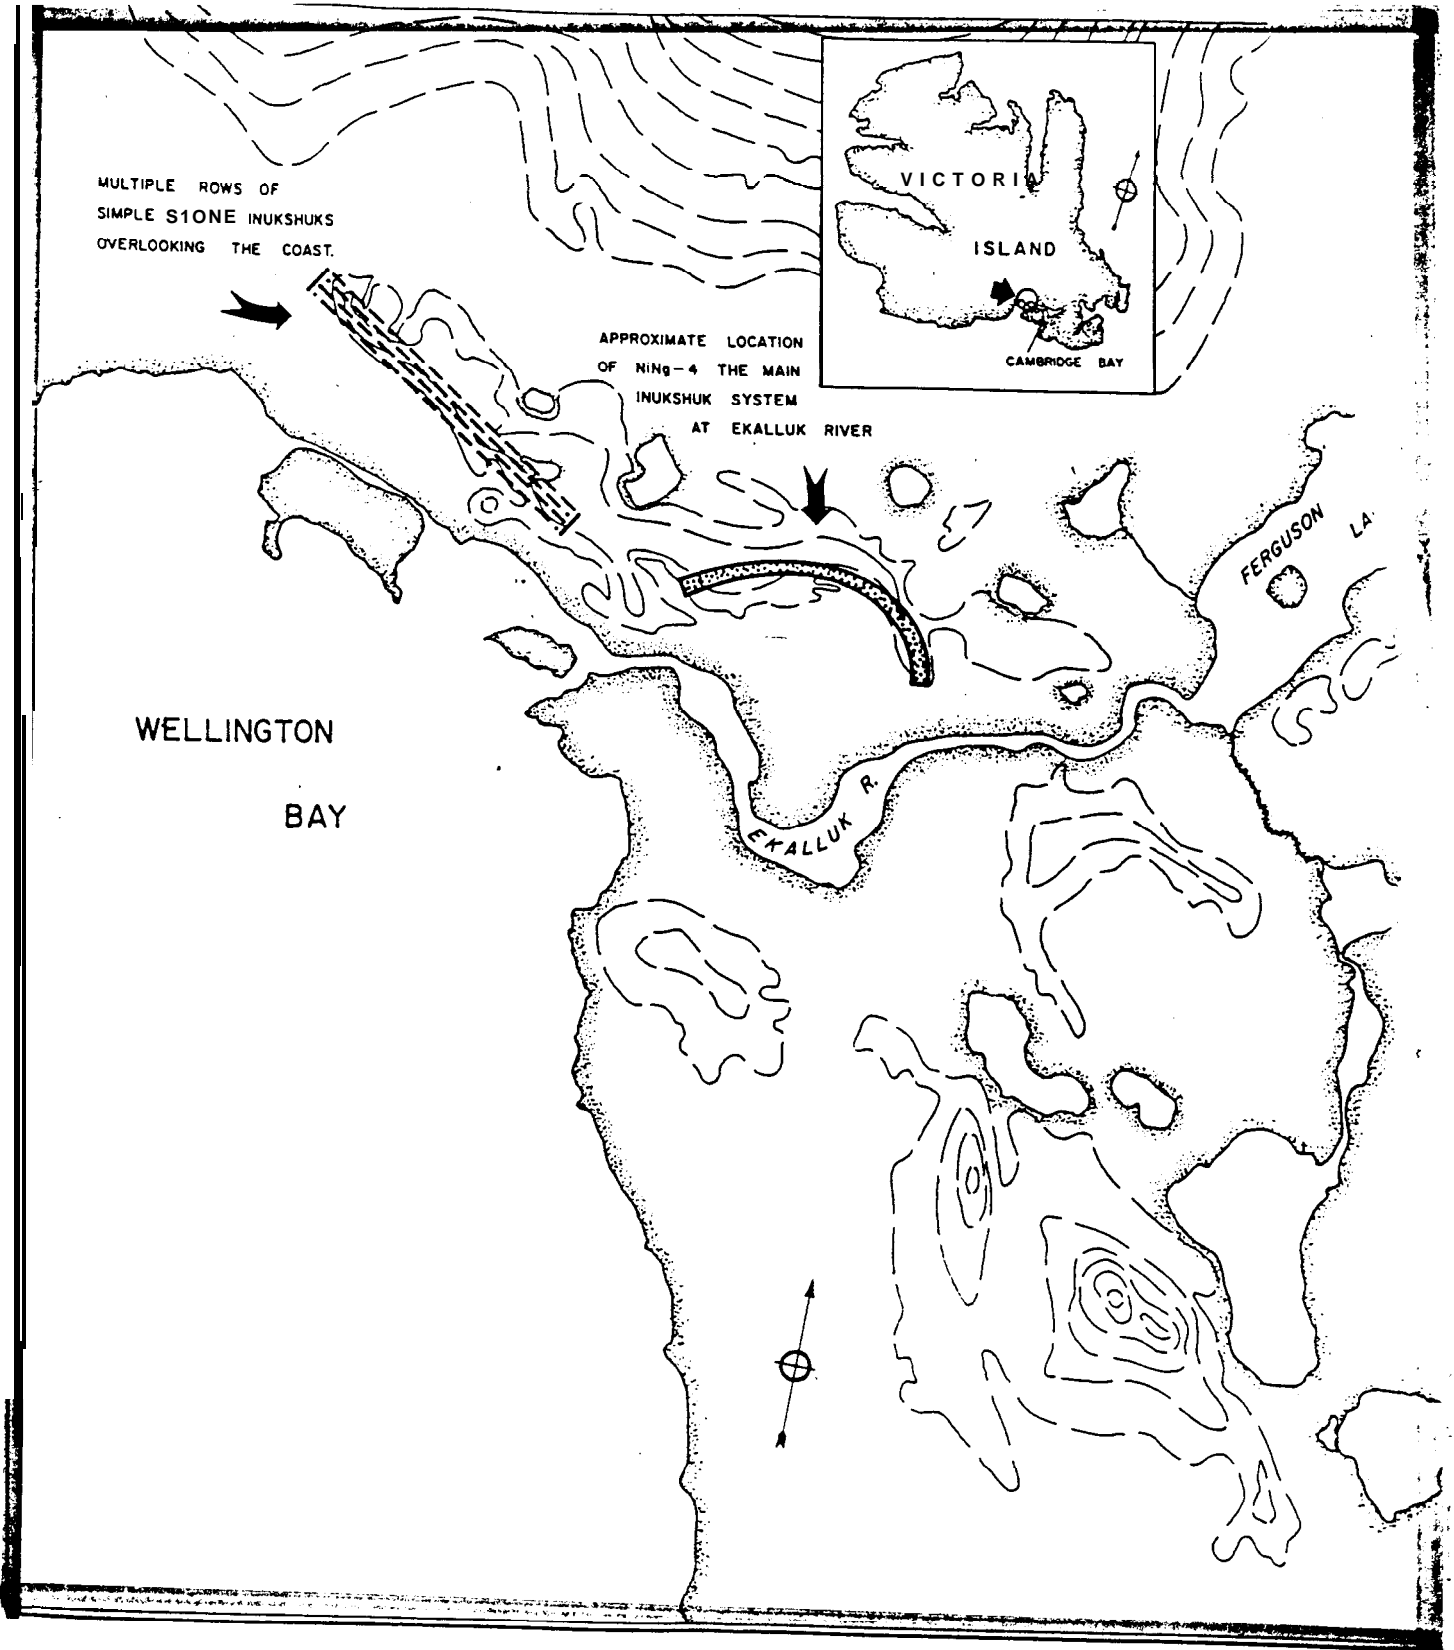 MULTIPLE ROWS OF
SIMPLE S1ONE INUKSHUKS
OVERLOOKING THE COAST.
VICTORIA
ISLAND
CAMBRIDGE BAY
APPROXIMATE LOCATION
OF NiNg-4 THE MAIN
INUKSHUK SYSTEM
AT EKALLUK RIVER
FERGUSON LA
WELLINGTON
BAY
EKALLUK R.